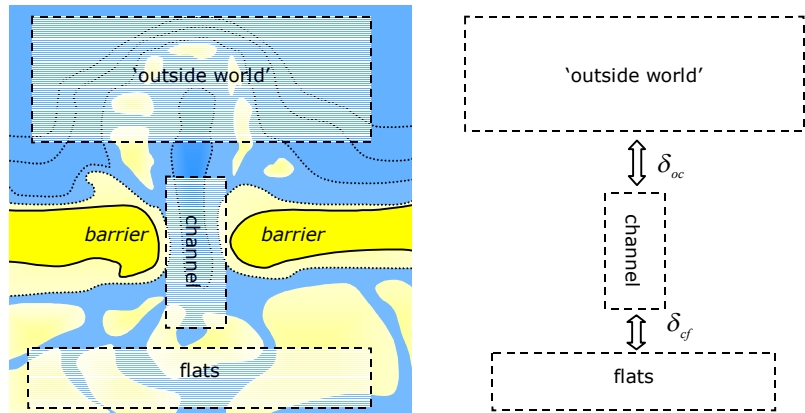 ‘outside world’
barrier
channel
barrier
flats
‘outside world’
δoc
channel
δcf
flats